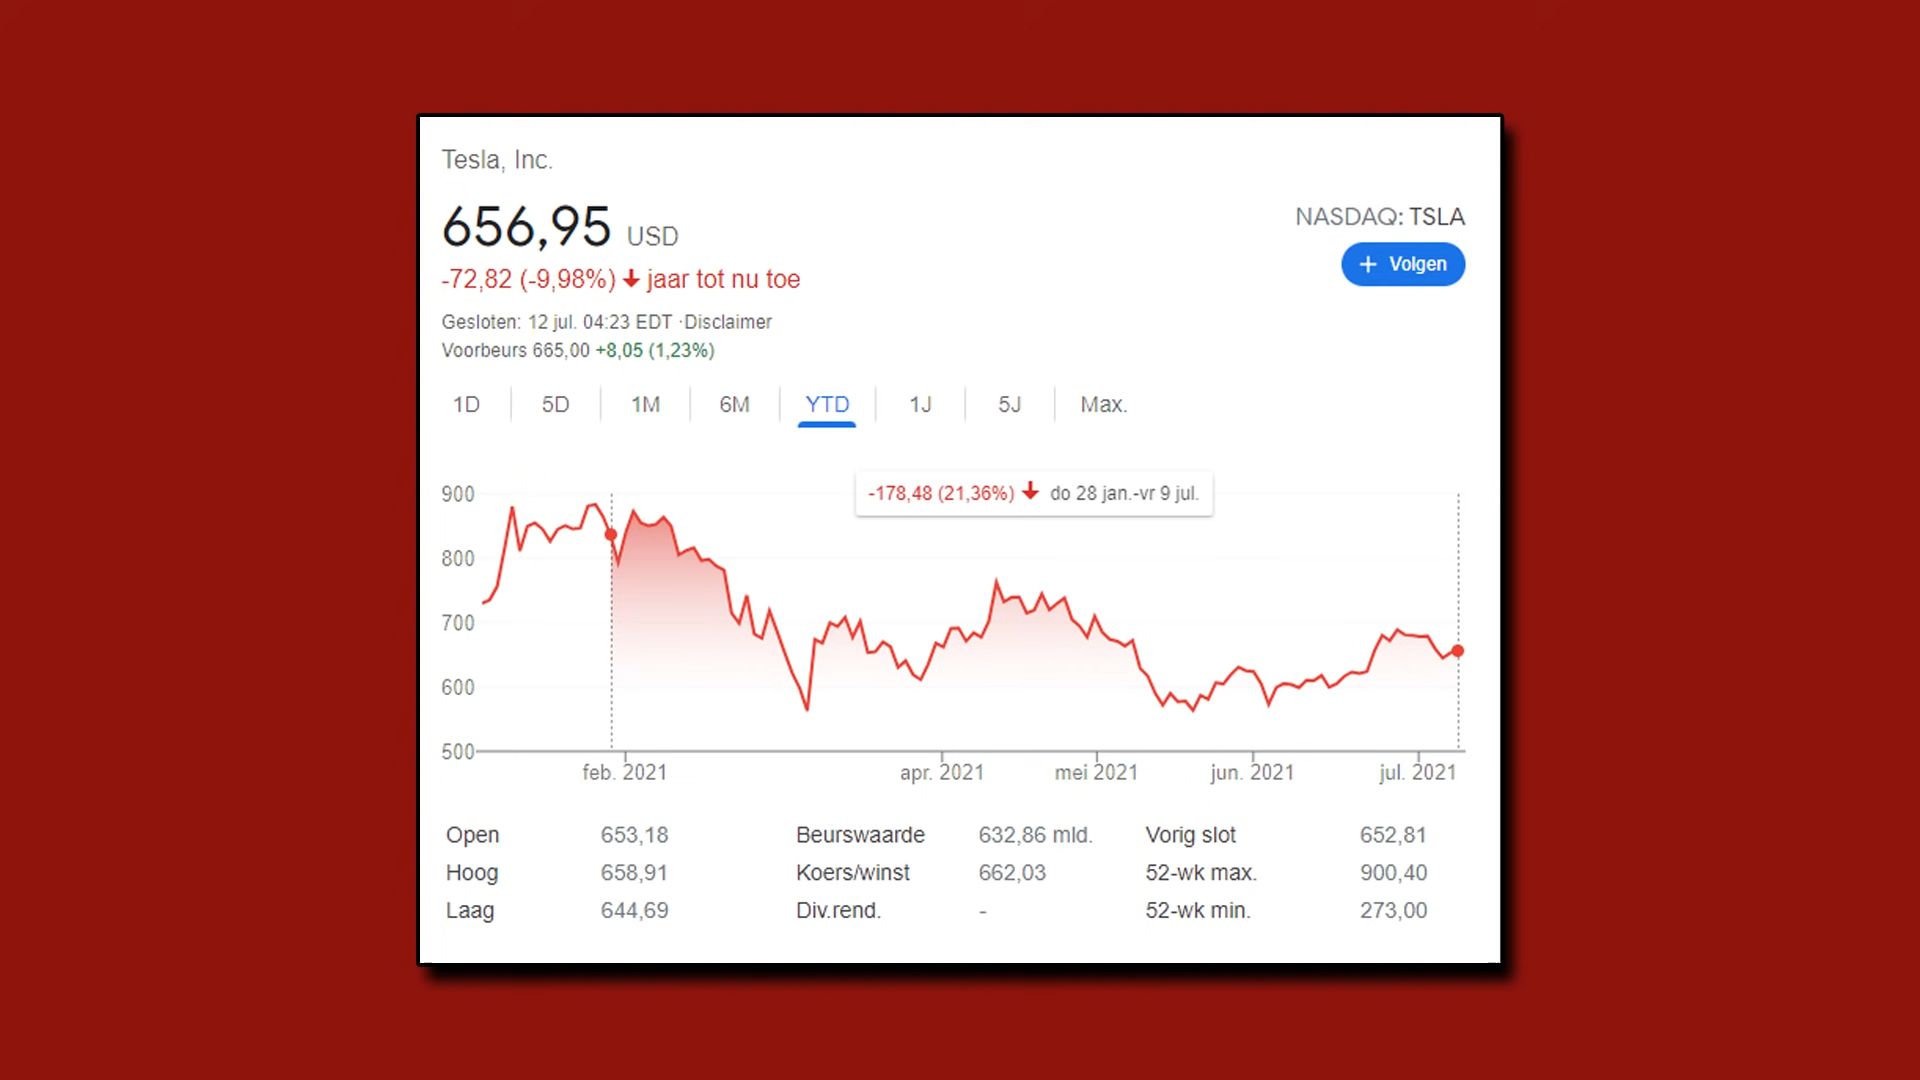 Tesla, Inc.
656,95 USD
NASDAQ: TSLA
-72,82 (-9,98%) ↓ jaar tot nu toe
+ Volgen
Gesloten: 12 jul. 04:23 EDT ·Disclaimer
Voorbeurs 665,00 +8,05 (1,23%)
1D 5D 1M 6M YTD 1J 5J Max.
-178,48 (21,36%) ↓ do 28 jan.-vr 9 jul.
900
800
700
600
500
feb. 2021 apr. 2021 mei 2021 jun. 2021 jul. 2021
Open 653,18 Beurswaarde 632,86 mld. Vorig slot 652,81
Hoog 658,91 Koers/winst 662,03 52-wk max. 900,40
Laag 644,69 Div.rend. - 52-wk min. 273,00